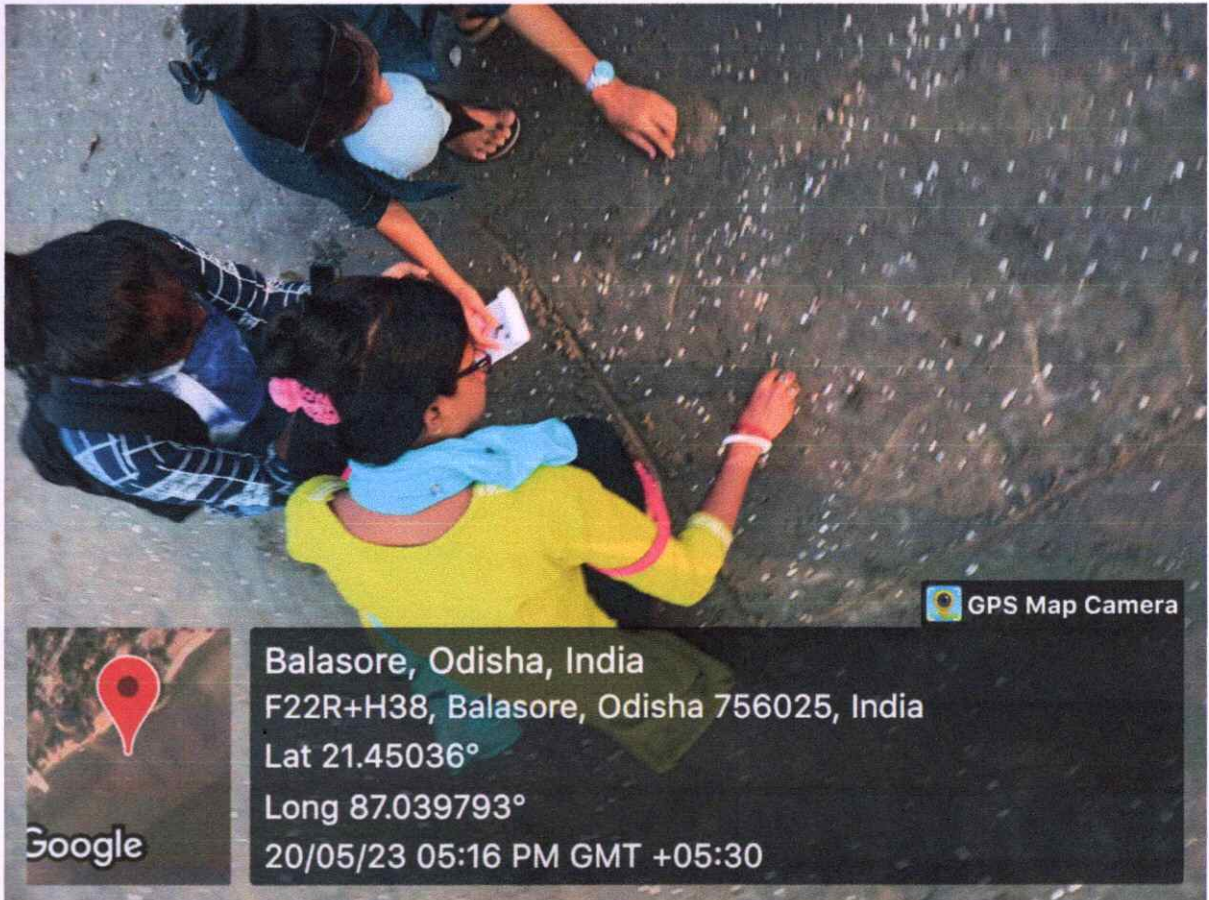 GPS Map Camera
Balasore, Odisha, India
F22R+H38, Balasore, Odisha 756025, India
Lat 21.45036°
Long 87.039793°
20/05/23 05:16 PM GMT +05:30
Google